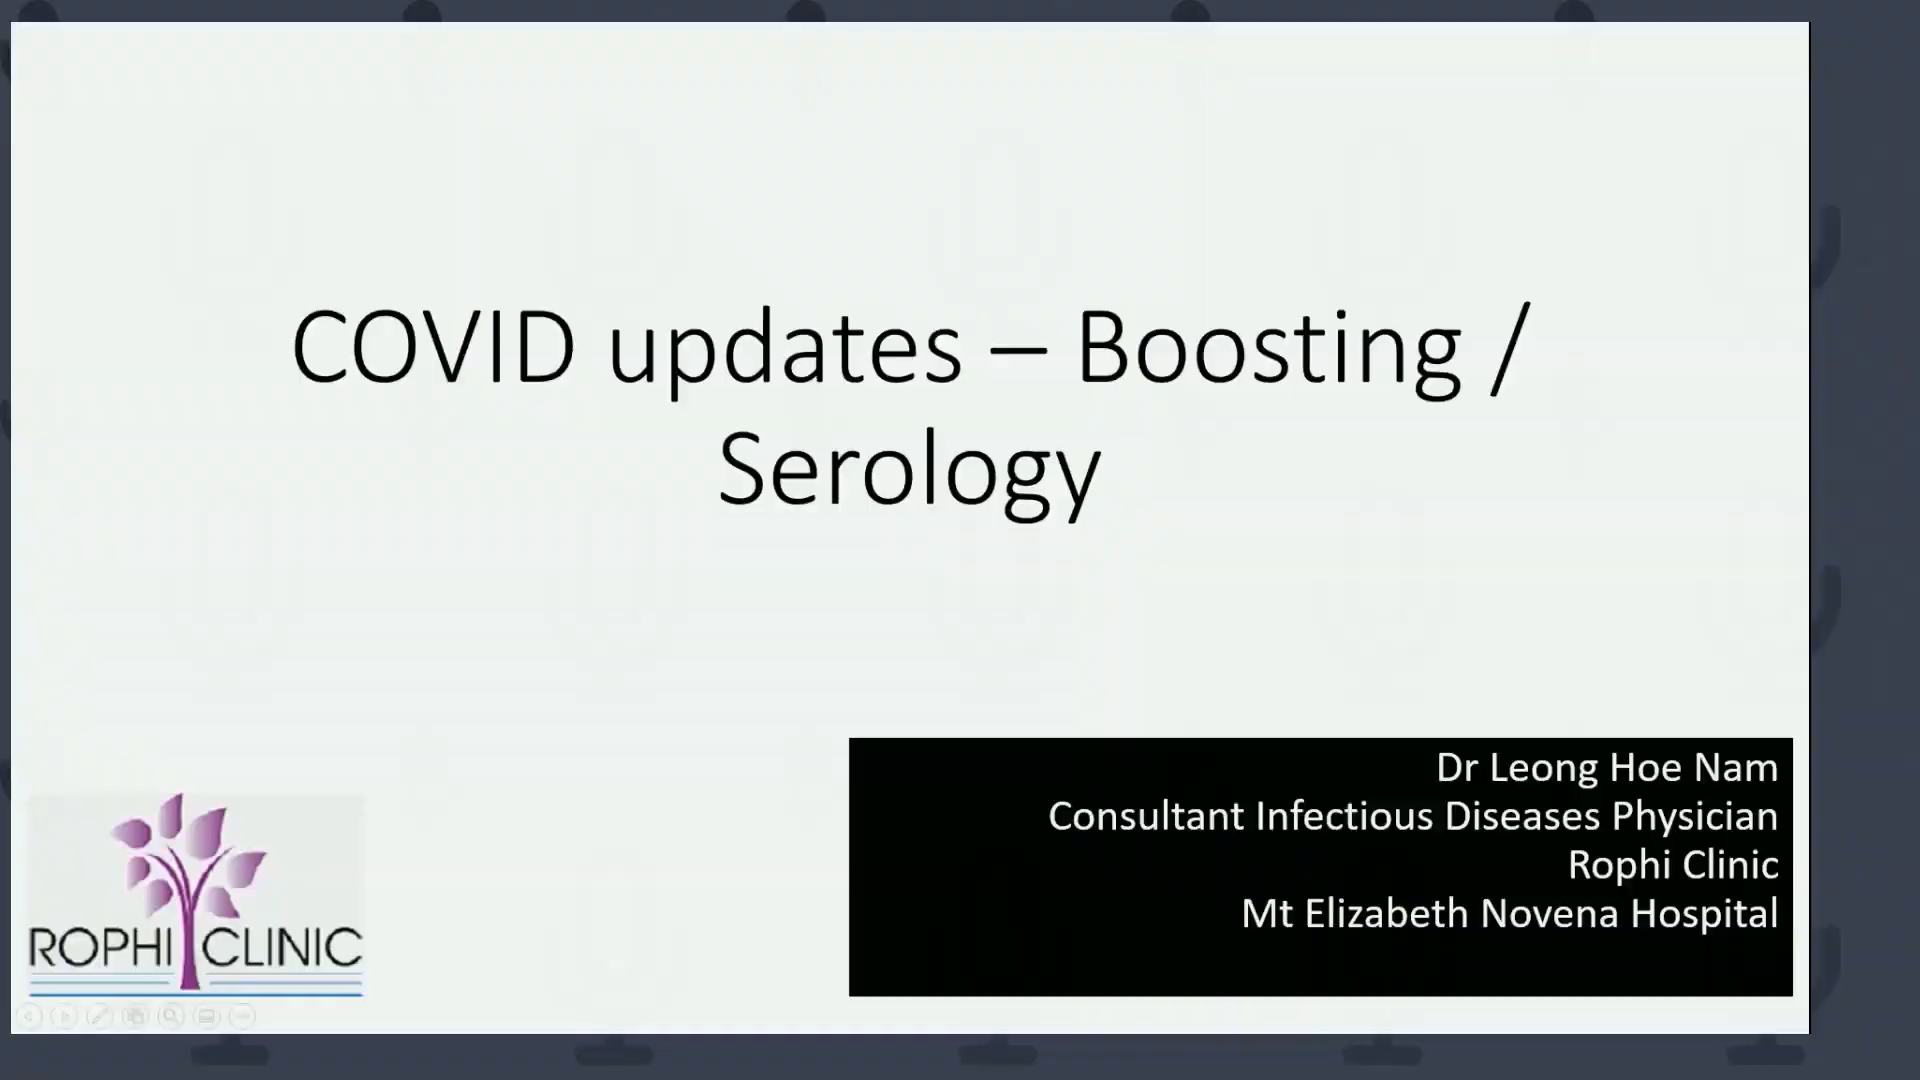 COVID updates – Boosting /
Serology
Dr Leong Hoe Nam
Consultant Infectious Diseases Physician
Rophi Clinic
Mt Elizabeth Novena Hospital
ROPHI CLINIC